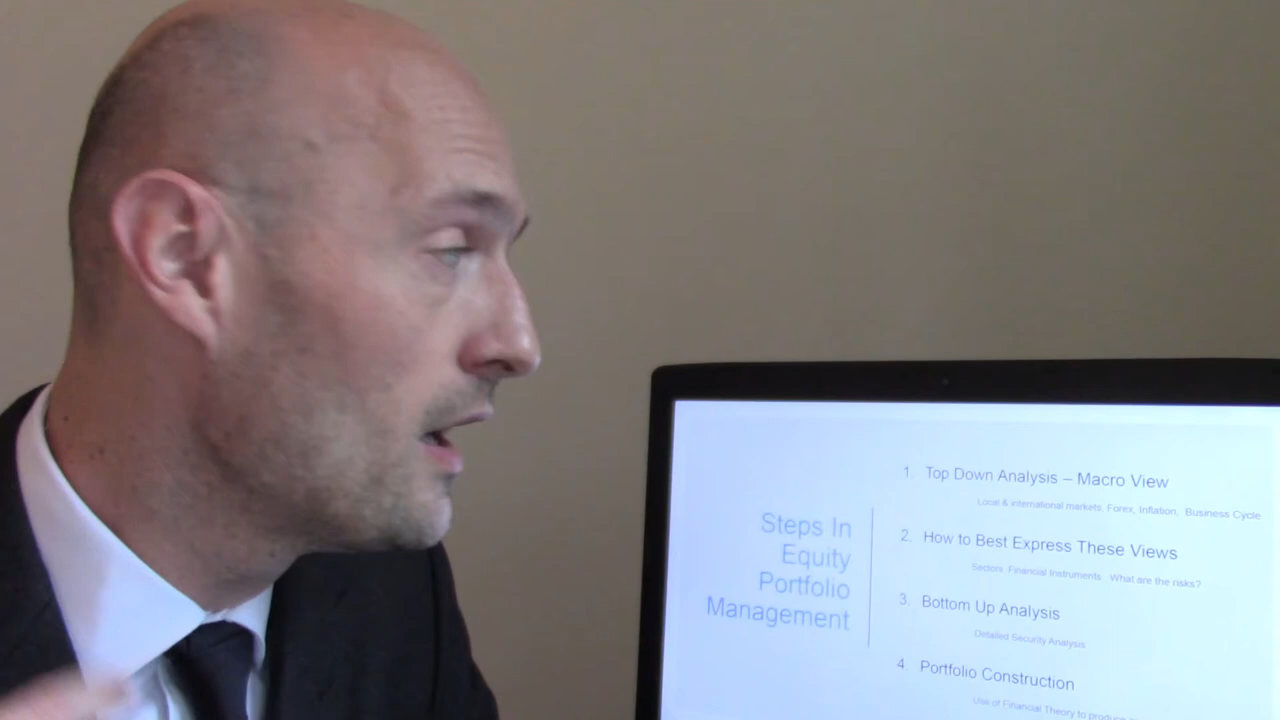 Steps In
Equity
Portfolio
Management
1. Top Down Analysis – Macro View
Local & international markets, Forex, Inflation, Business Cycle
2. How to Best Express These Views
Sectors, Financial Instruments. What are the risks?
3. Bottom Up Analysis
Detailed Security Analysis
4. Portfolio Construction
Use of Financial Theory to produce